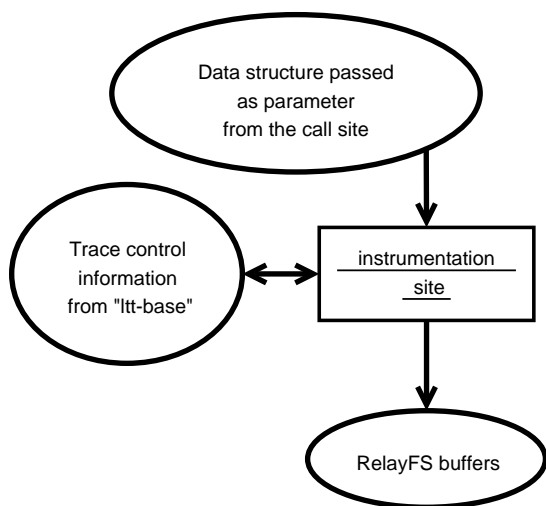 Data structure passed
as parameter
from the call site
Trace control
information
from "ltt-base"
instrumentation
site
RelayFS buffers